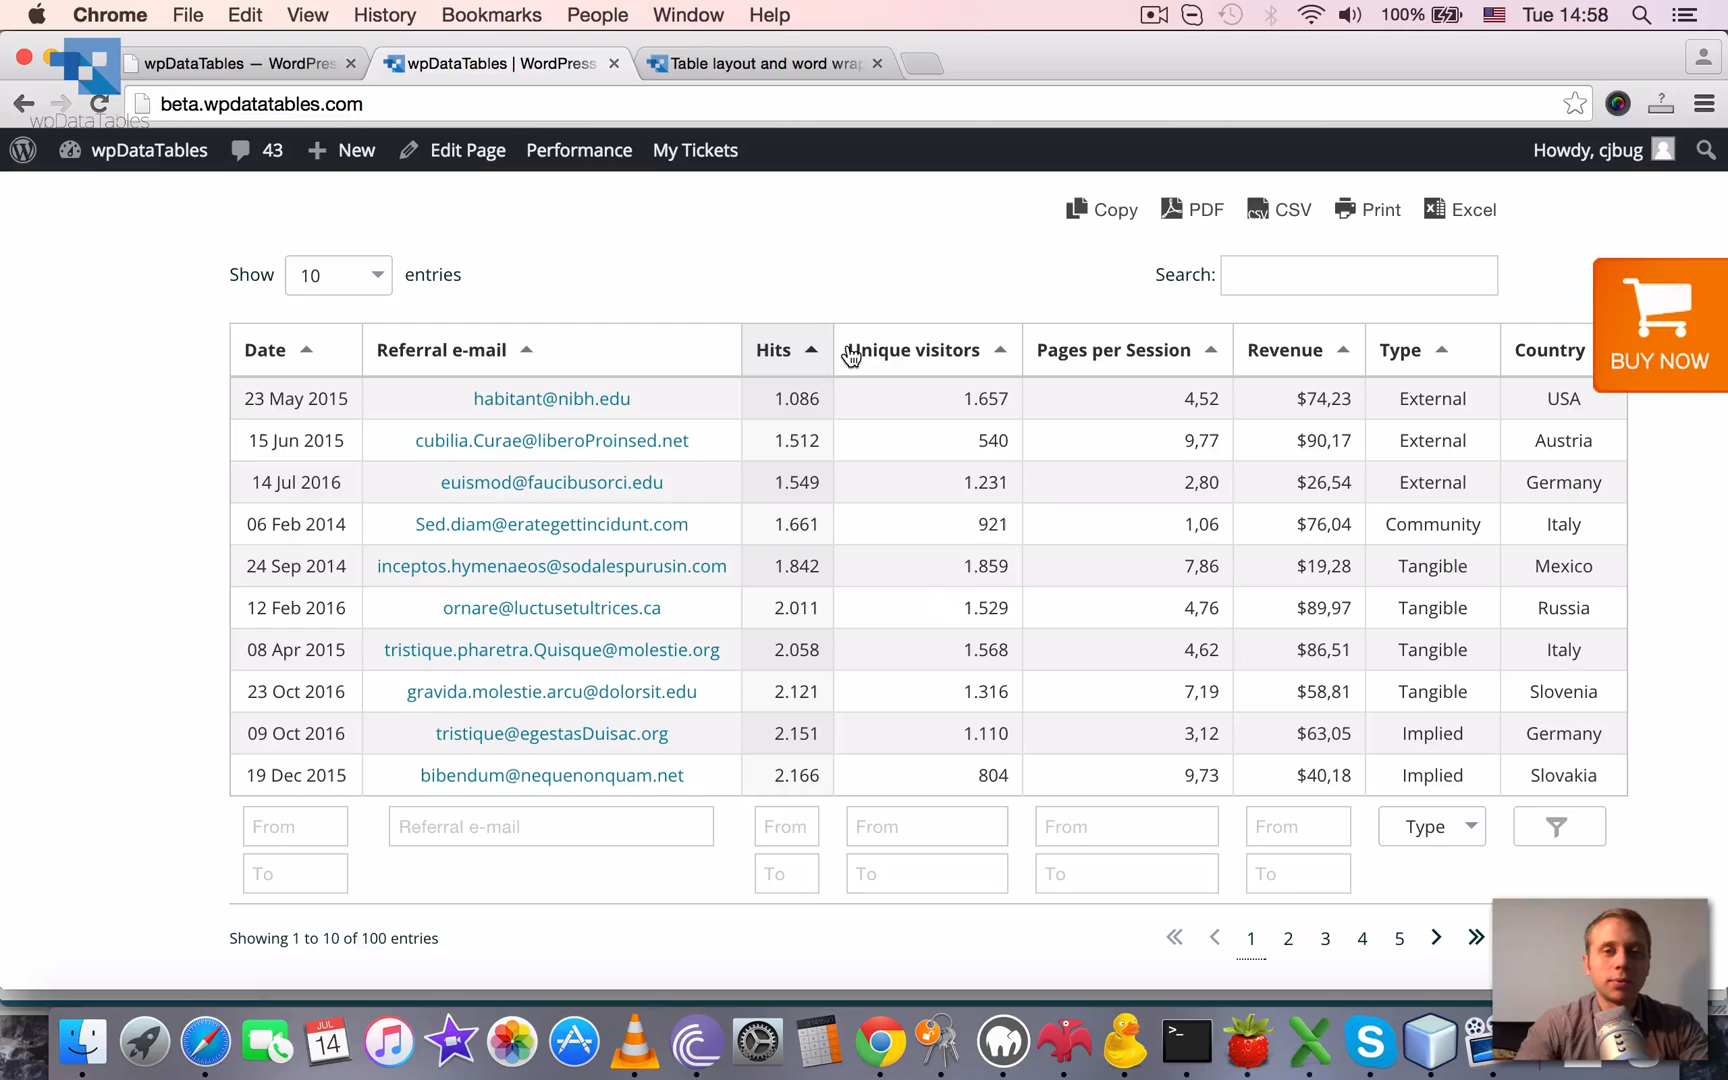 Chrome File Edit View History Bookmarks People Window Help 100% Tue 14:58
wpDataTables — WordPres wpDataTables | WordPress Table layout and word wra
beta.wpdatatables.com
wpDataTables
wpDataTables 43 New Edit Page Performance My Tickets Howdy, cjbug
Copy PDF CSV Print Excel
Show 10 entries Search:
BUY NOW
Date Referral e-mail Hits Unique visitors Pages per Session Revenue Type Country
23 May 2015 habitant@nibh.edu 1.086 1.657 4,52 $74,23 External USA
15 Jun 2015 cubilia.Curae@liberoProinsed.net 1.512 540 9,77 $90,17 External Austria
14 Jul 2016 euismod@faucibusorci.edu 1.549 1.231 2,80 $26,54 External Germany
06 Feb 2014 Sed.diam@erategettincidunt.com 1.661 921 1,06 $76,04 Community Italy
24 Sep 2014 inceptos.hymenaeos@sodalespurusin.com 1.842 1.859 7,86 $19,28 Tangible Mexico
12 Feb 2016 ornare@luctusetultrices.ca 2.011 1.529 4,76 $89,97 Tangible Russia
08 Apr 2015 tristique.pharetra.Quisque@molestie.org 2.058 1.568 4,62 $86,51 Tangible Italy
23 Oct 2016 gravida.molestie.arcu@dolorsit.edu 2.121 1.316 7,19 $58,81 Tangible Slovenia
09 Oct 2016 tristique@egestasDuisac.org 2.151 1.110 3,12 $63,05 Implied Germany
19 Dec 2015 bibendum@nequenonquam.net 2.166 804 9,73 $40,18 Implied Slovakia
From Referral e-mail From From From From Type
To To To To To
Showing 1 to 10 of 100 entries 1 2 3 4 5
JUL
14